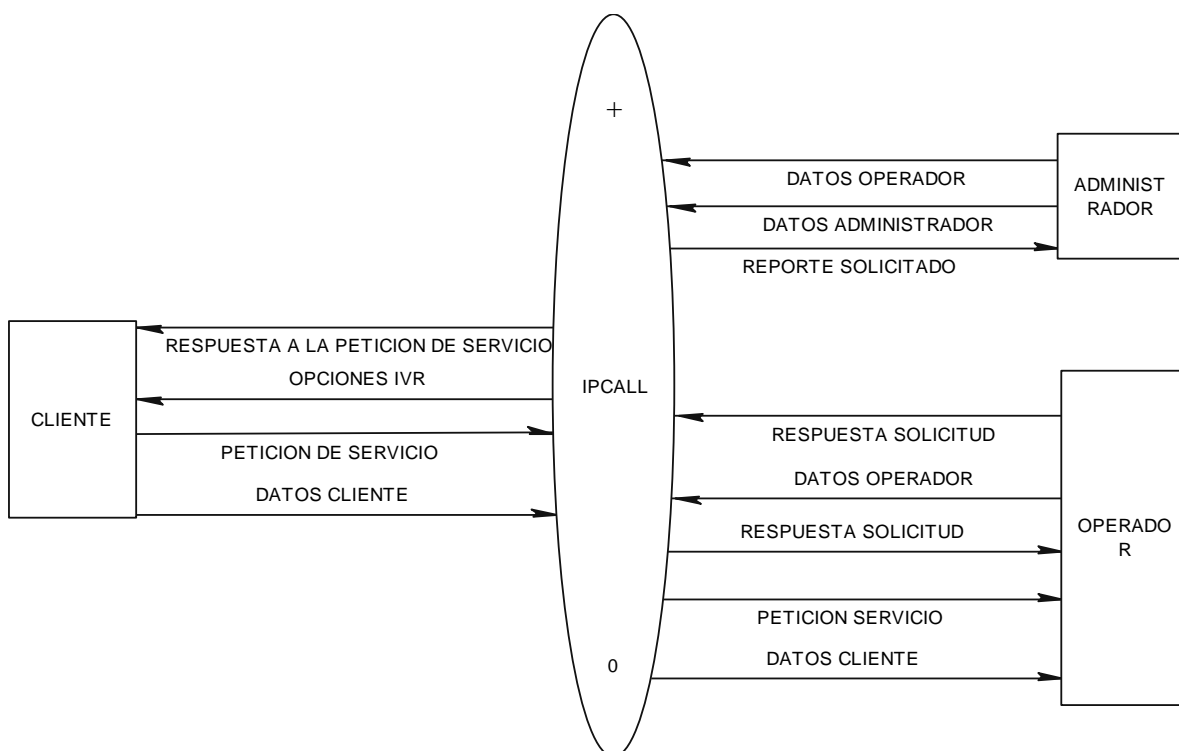 +
DATOS OPERADOR
ADMINIST
RADOR
DATOS ADMINISTRADOR
REPORTE SOLICITADO
RESPUESTA A LA PETICION DE SERVICIO
OPCIONES IVR
IPCALL
CLIENTE
PETICION DE SERVICIO
DATOS CLIENTE
RESPUESTA SOLICITUD
DATOS OPERADOR
RESPUESTA SOLICITUD
OPERADO
R
PETICION SERVICIO
DATOS CLIENTE
0